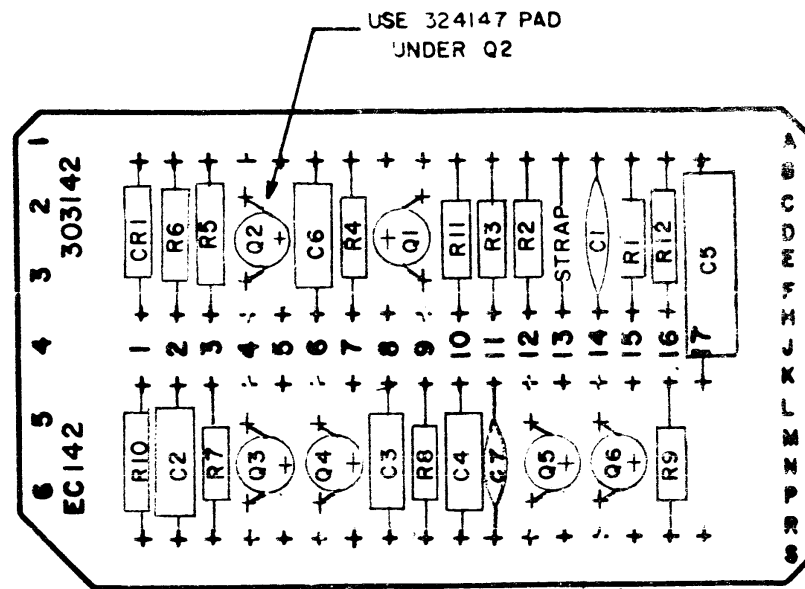 USE 324147 PAD
UNDER Q2
1 2 3 4 5 6
303142
EC142
CR1 R6 R5 Q2 C6 R4 Q1 R11 R3 R2 STRAP C1 R1 R12 C5
1 2 3 4 5 6 7 8 9 10 11 12 13 14 15 16 17
R10 C2 R7 Q3 Q4 C3 R8 C4 C7 Q5 Q6 R9
A B C D E F H J K L M N P R S